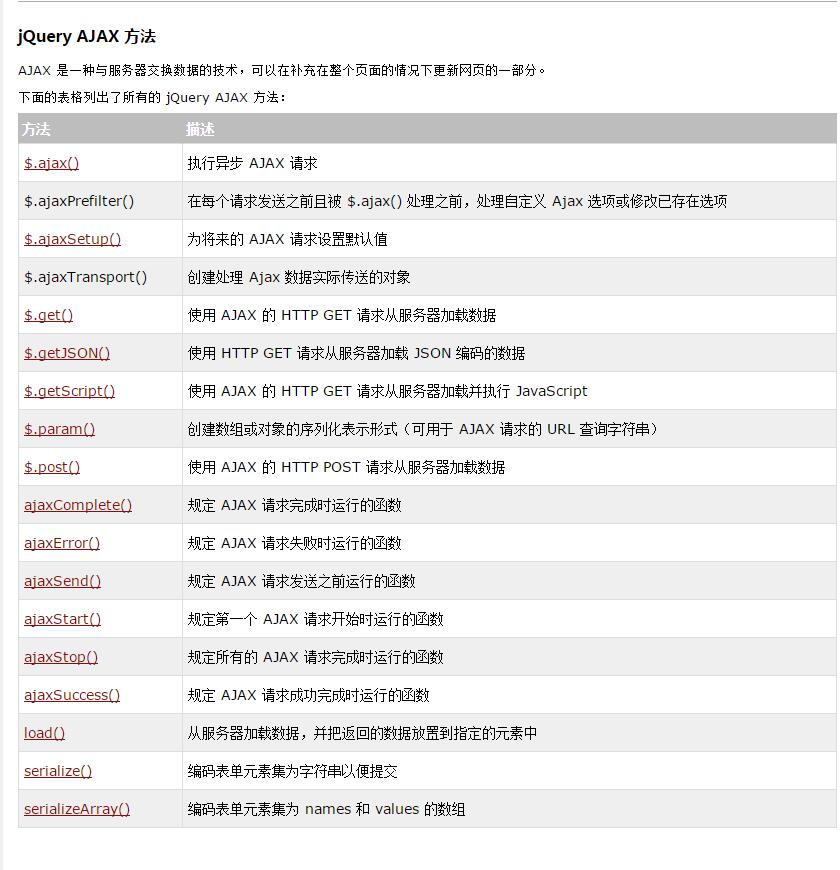 jQuery AJAX 方法
AJAX 是一种与服务器交换数据的技术，可以在补充在整个页面的情况下更新网页的一部分。
下面的表格列出了所有的 jQuery AJAX 方法：
方法 描述
$.ajax() 执行异步 AJAX 请求
$.ajaxPrefilter() 在每个请求发送之前且被 $.ajax() 处理之前，处理自定义 Ajax 选项或修改已存在选项
$.ajaxSetup() 为将来的 AJAX 请求设置默认值
$.ajaxTransport() 创建处理 Ajax 数据实际传送的对象
$.get() 使用 AJAX 的 HTTP GET 请求从服务器加载数据
$.getJSON() 使用 HTTP GET 请求从服务器加载 JSON 编码的数据
$.getScript() 使用 AJAX 的 HTTP GET 请求从服务器加载并执行 JavaScript
$.param() 创建数组或对象的序列化表示形式（可用于 AJAX 请求的 URL 查询字符串）
$.post() 使用 AJAX 的 HTTP POST 请求从服务器加载数据
ajaxComplete() 规定 AJAX 请求完成时运行的函数
ajaxError() 规定 AJAX 请求失败时运行的函数
ajaxSend() 规定 AJAX 请求发送之前运行的函数
ajaxStart() 规定第一个 AJAX 请求开始时运行的函数
ajaxStop() 规定所有的 AJAX 请求完成时运行的函数
ajaxSuccess() 规定 AJAX 请求成功完成时运行的函数
load() 从服务器加载数据，并把返回的数据放置到指定的元素中
serialize() 编码表单元素集为字符串以便提交
serializeArray() 编码表单元素集为 names 和 values 的数组